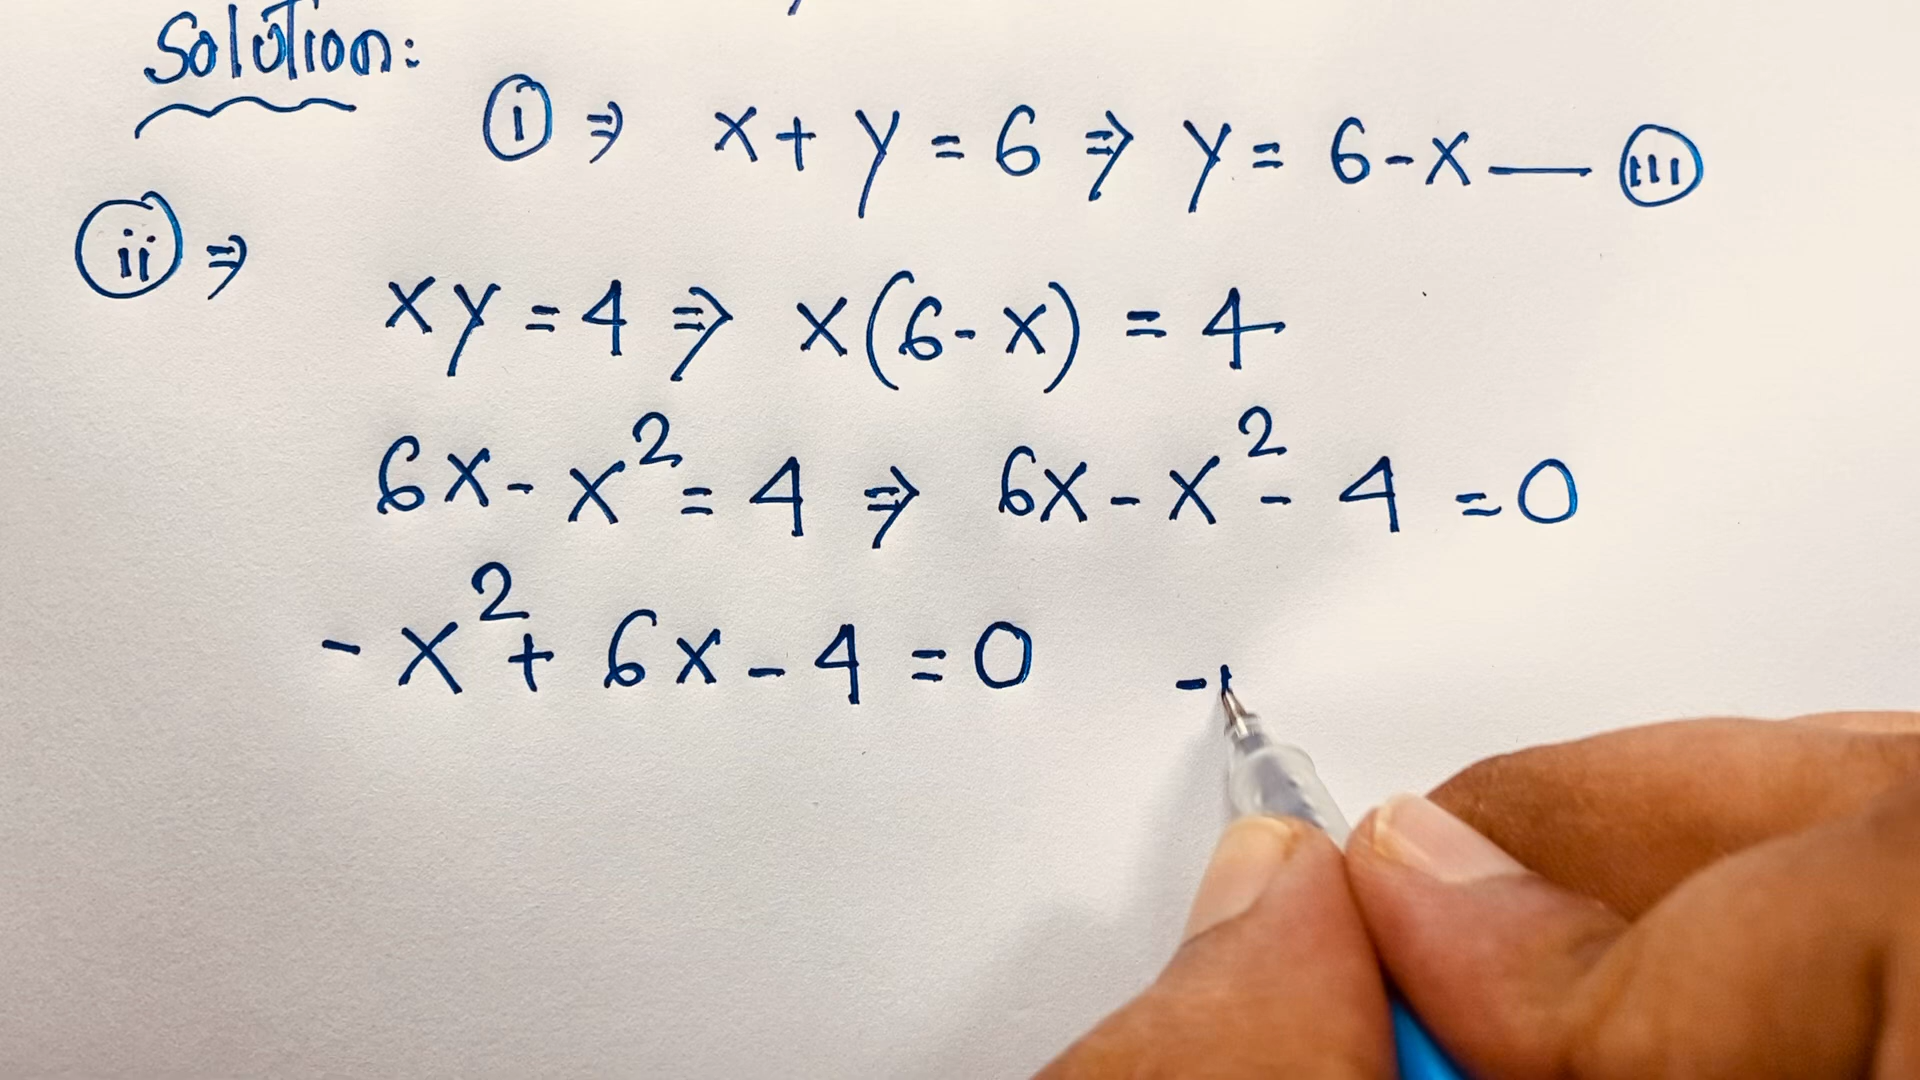 Solution:
(i) ⇒ x + y = 6 ⇒ y = 6 - x — (iii)
(ii) ⇒
xy = 4 ⇒ x(6 - x) = 4
6x - x² = 4 ⇒ 6x - x² - 4 = 0
- x² + 6x - 4 = 0 -